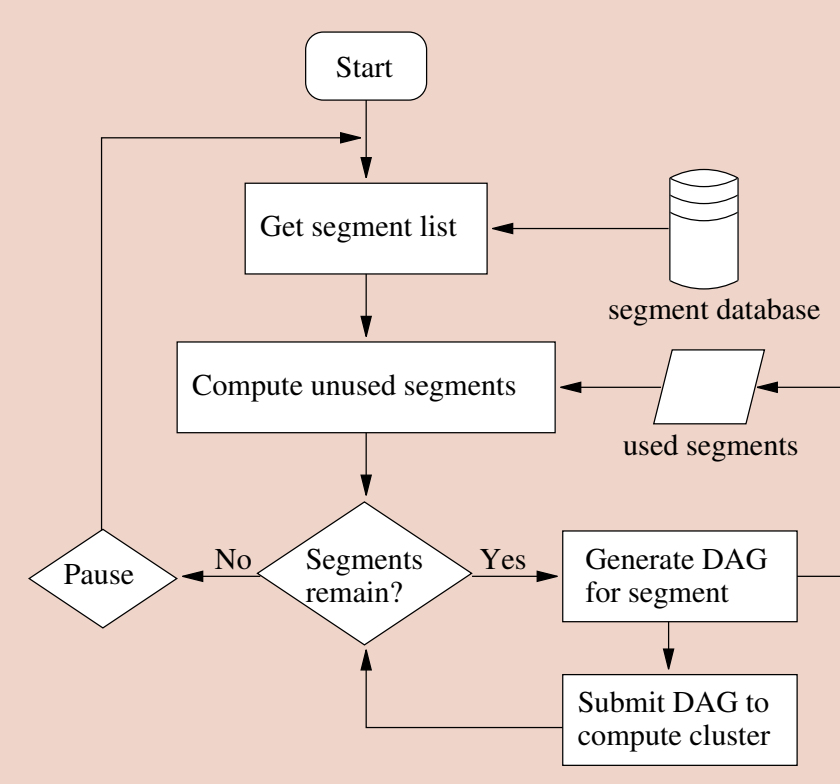 Start
Get segment list
segment database
Compute unused segments
used segments
Pause
No
Segments
remain?
Yes
Generate DAG
for segment
Submit DAG to
compute cluster